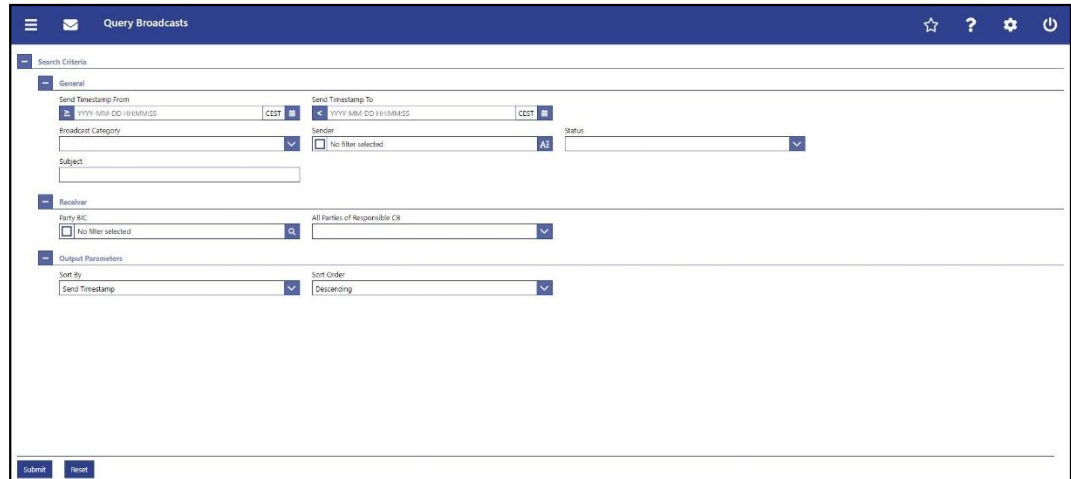 Query Broadcasts
?
Search Criteria
General
Send Timestamp From Send Timestamp To
≥ YYYY-MM-DD HH:MM:SS CEST < YYYY-MM-DD HH:MM:SS CEST
Broadcast Category Sender Status
No filter selected A
Subject
Receiver
Party BIC All Parties of Responsible CB
No filter selected
Output Parameters
Sort By Sort Order
Send Timestamp Descending
Submit Reset